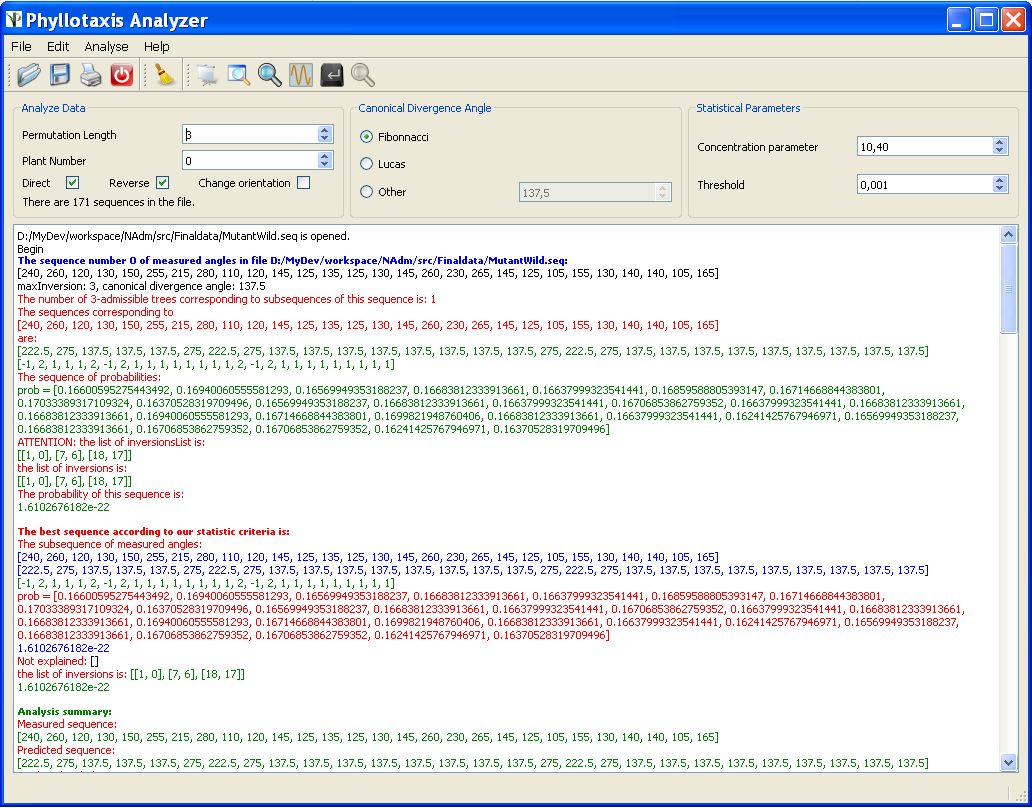 Phyllotaxis Analyzer
File Edit Analyse Help
Analyze Data
Permutation Length 3
Plant Number 0
Direct Reverse Change orientation
There are 171 sequences in the file.
Canonical Divergence Angle
Fibonnacci
Lucas
Other 137,5
Statistical Parameters
Concentration parameter 10,40
Threshold 0,001
D:/MyDev/workspace/NAdm/src/Finaldata/MutantWild.seq is opened.
Begin
The sequence number 0 of measured angles in file D:/MyDev/workspace/NAdm/src/Finaldata/MutantWild.seq:
[240, 260, 120, 130, 150, 255, 215, 280, 110, 120, 145, 125, 135, 125, 130, 145, 260, 230, 265, 145, 125, 105, 155, 130, 140, 140, 105, 165]
maxInversion: 3, canonical divergence angle: 137.5
The number of 3-admissible trees corresponding to subsequences of this sequence is: 1
The sequences corresponding to
[240, 260, 120, 130, 150, 255, 215, 280, 110, 120, 145, 125, 135, 125, 130, 145, 260, 230, 265, 145, 125, 105, 155, 130, 140, 140, 105, 165]
are:
[222.5, 275, 137.5, 137.5, 137.5, 275, 222.5, 275, 137.5, 137.5, 137.5, 137.5, 137.5, 137.5, 137.5, 137.5, 275, 222.5, 275, 137.5, 137.5, 137.5, 137.5, 137.5, 137.5, 137.5, 137.5, 137.5]
[-1, 2, 1, 1, 1, 2, -1, 2, 1, 1, 1, 1, 1, 1, 1, 1, 2, -1, 2, 1, 1, 1, 1, 1, 1, 1, 1, 1]
The sequence of probabilities:
prob = [0.16600595275443492, 0.16940060555581293, 0.16569949353188237, 0.16683812333913661, 0.16637999323541441, 0.16859588805393147, 0.16714668844383801,
0.17033389317109324, 0.16370528319709496, 0.16569949353188237, 0.16683812333913661, 0.16637999323541441, 0.16706853862759352, 0.16637999323541441, 0.16683812333913661,
0.16683812333913661, 0.16940060555581293, 0.16714668844383801, 0.1699821948760406, 0.16683812333913661, 0.16637999323541441, 0.16241425767946971, 0.16569949353188237,
0.16683812333913661, 0.16706853862759352, 0.16706853862759352, 0.16241425767946971, 0.16370528319709496]
ATTENTION: the list of inversionsList is:
[[1, 0], [7, 6], [18, 17]]
the list of inversions is:
[[1, 0], [7, 6], [18, 17]]
The probability of this sequence is:
1.6102676182e-22
The best sequence according to our statistic criteria is:
The subsequence of measured angles:
[240, 260, 120, 130, 150, 255, 215, 280, 110, 120, 145, 125, 135, 125, 130, 145, 260, 230, 265, 145, 125, 105, 155, 130, 140, 140, 105, 165]
[222.5, 275, 137.5, 137.5, 137.5, 275, 222.5, 275, 137.5, 137.5, 137.5, 137.5, 137.5, 137.5, 137.5, 137.5, 275, 222.5, 275, 137.5, 137.5, 137.5, 137.5, 137.5, 137.5, 137.5, 137.5, 137.5]
[-1, 2, 1, 1, 1, 2, -1, 2, 1, 1, 1, 1, 1, 1, 1, 1, 2, -1, 2, 1, 1, 1, 1, 1, 1, 1, 1, 1]
prob = [0.16600595275443492, 0.16940060555581293, 0.16569949353188237, 0.16683812333913661, 0.16637999323541441, 0.16859588805393147, 0.16714668844383801,
0.17033389317109324, 0.16370528319709496, 0.16569949353188237, 0.16683812333913661, 0.16637999323541441, 0.16706853862759352, 0.16637999323541441, 0.16683812333913661,
0.16683812333913661, 0.16940060555581293, 0.16714668844383801, 0.1699821948760406, 0.16683812333913661, 0.16637999323541441, 0.16241425767946971, 0.16569949353188237,
0.16683812333913661, 0.16706853862759352, 0.16706853862759352, 0.16241425767946971, 0.16370528319709496]
1.6102676182e-22
Not explained: []
the list of inversions is: [[1, 0], [7, 6], [18, 17]]
1.6102676182e-22
Analysis summary:
Measured sequence:
[240, 260, 120, 130, 150, 255, 215, 280, 110, 120, 145, 125, 135, 125, 130, 145, 260, 230, 265, 145, 125, 105, 155, 130, 140, 140, 105, 165]
Predicted sequence:
[222.5, 275, 137.5, 137.5, 137.5, 275, 222.5, 275, 137.5, 137.5, 137.5, 137.5, 137.5, 137.5, 137.5, 137.5, 275, 222.5, 275, 137.5, 137.5, 137.5, 137.5, 137.5, 137.5, 137.5, 137.5, 137.5]